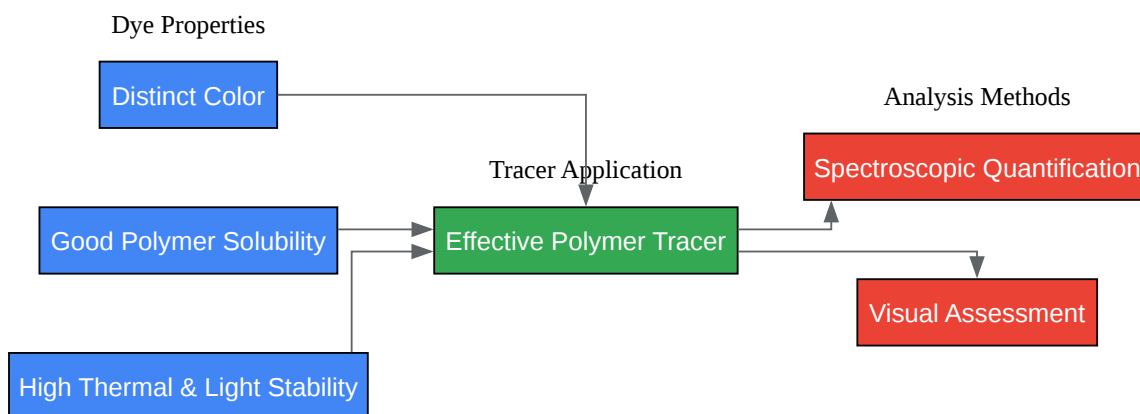 Dye Properties
Distinct Color
Analysis Methods
Spectroscopic Quantification
Tracer Application
Good Polymer Solubility
Effective Polymer Tracer
Visual Assessment
High Thermal & Light Stability